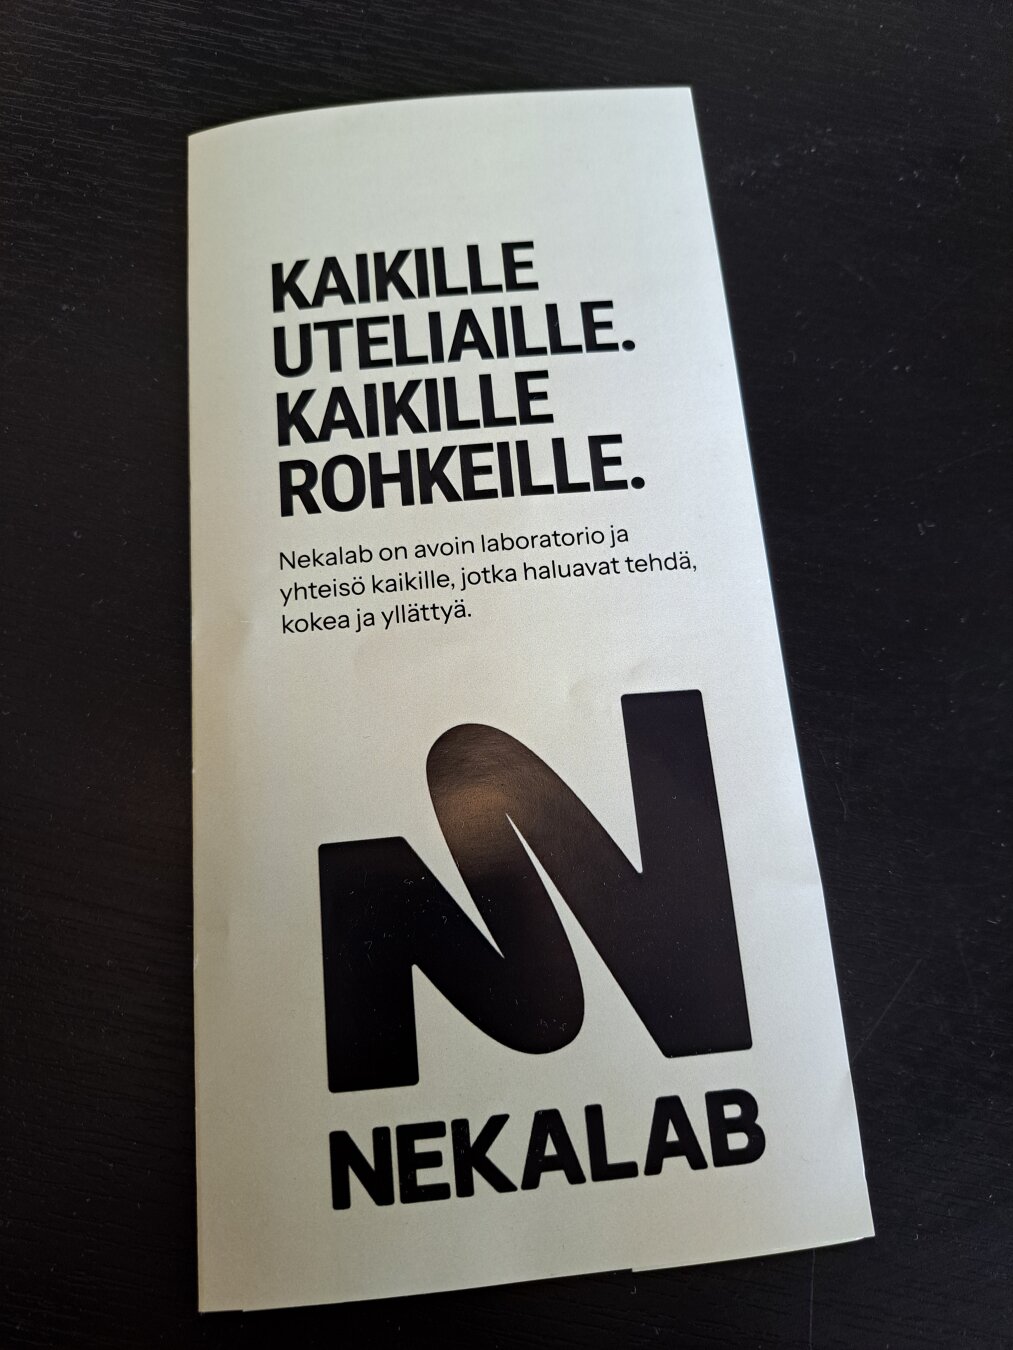 KAIKILLE
UTELIAILLE.
KAIKILLE
ROHKEILLE.
Nekalab on avoin laboratorio ja
yhteisö kaikille, jotka haluavat tehdä,
kokea ja yllättyä.
NEKALAB